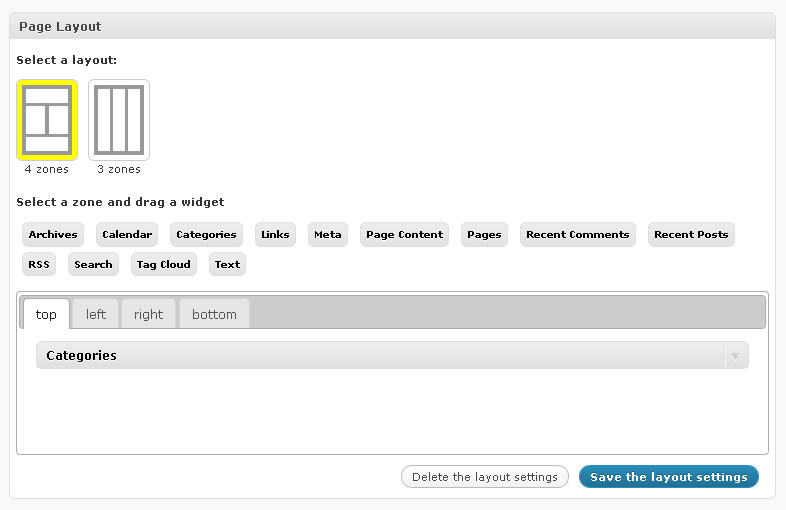 Page Layout
Select a layout:
4 zones 3 zones
Select a zone and drag a widget
Archives Calendar Categories Links Meta Page Content Pages Recent Comments Recent Posts
RSS Search Tag Cloud Text
top left right bottom
Categories
Delete the layout settings Save the layout settings